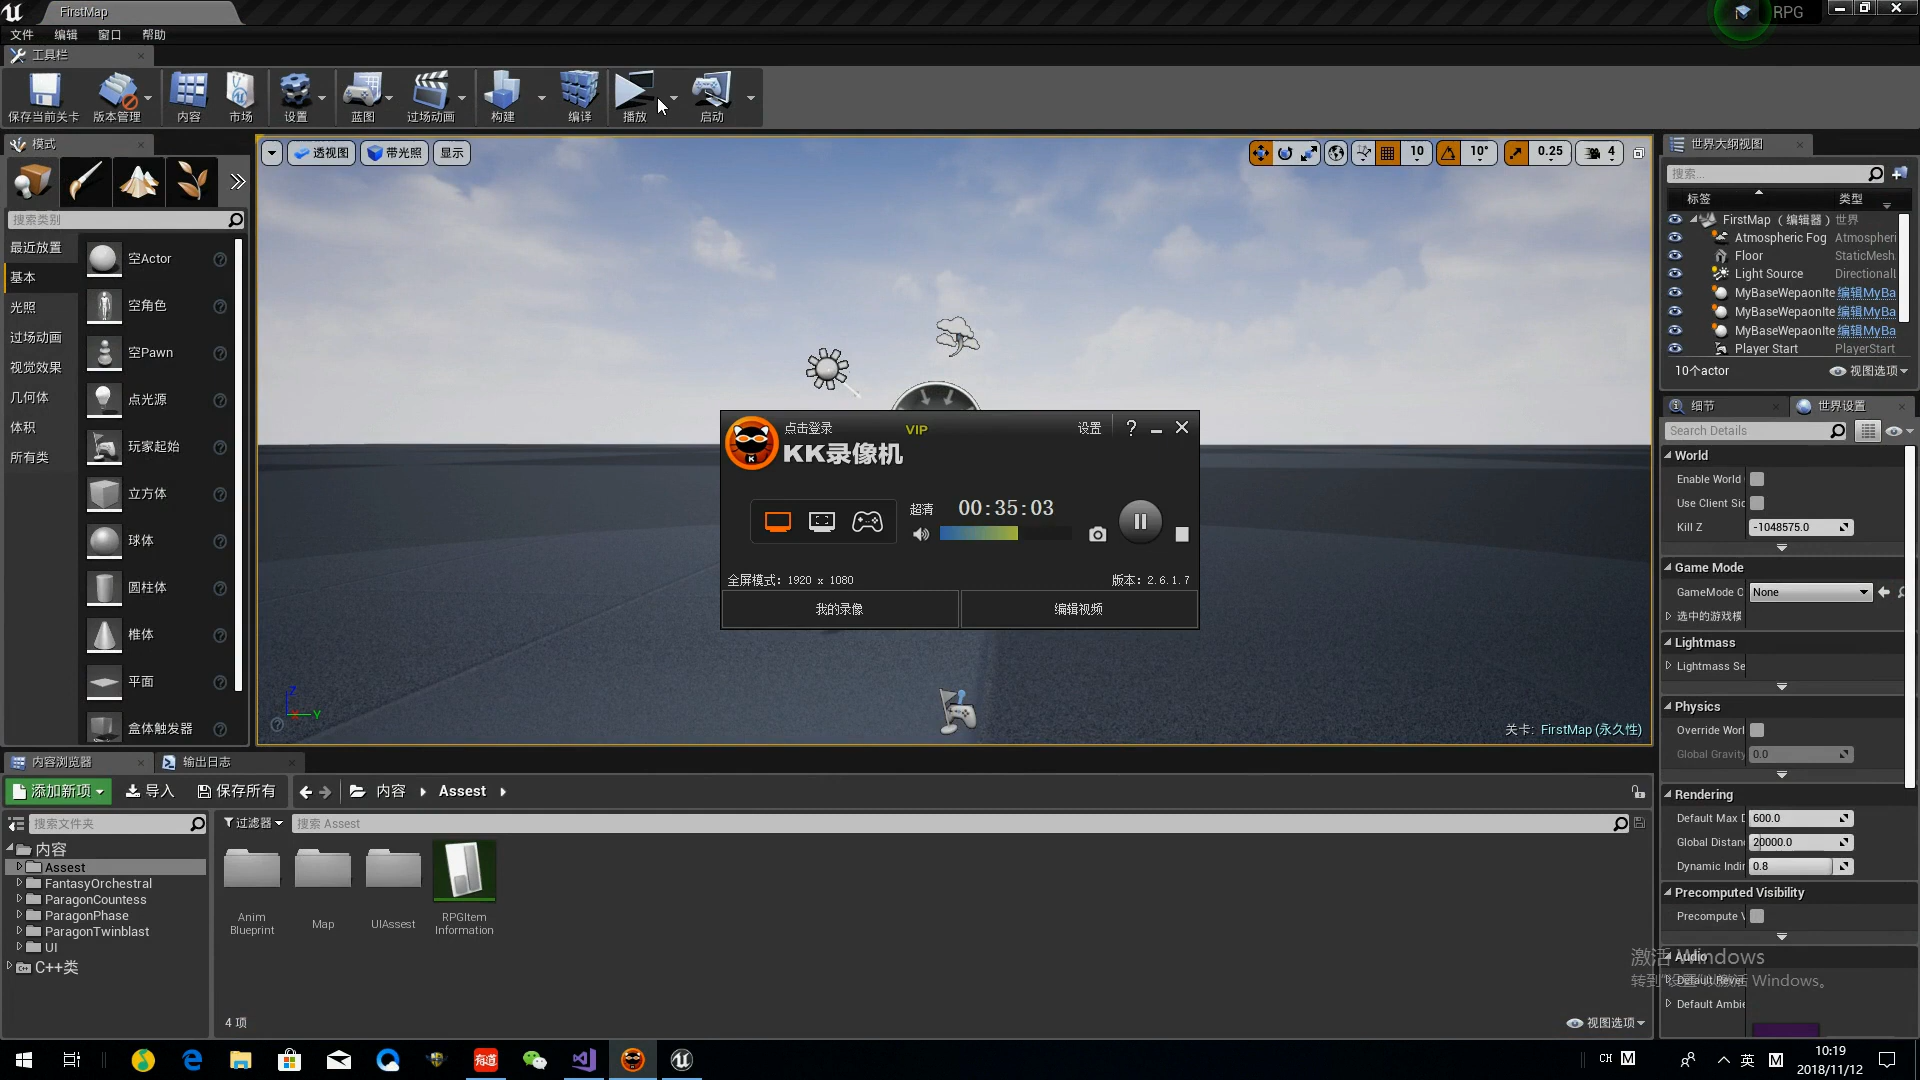 FirstMap
RPG
文件 编辑 窗口 帮助
工具栏
保存当前关卡 版本管理 内容 市场 设置 蓝图 过场动画 构建 编译 播放 启动
模式
搜索类别
最近放置
基本
光照
过场动画
视觉效果
几何体
体积
所有类
空Actor
空角色
空Pawn
点光源
玩家起始
立方体
球体
圆柱体
椎体
平面
盒体触发器
透视图 带光照 显示
10 10° 0.25 4
Z
Y
关卡: FirstMap (永久性)
点击登录 VIP 设置
KK录像机
超清 00:35:03
全屏模式: 1920 x 1080 版本: 2.6.1.7
我的录像 编辑视频
世界大纲视图
搜索...
标签 类型
FirstMap （编辑器）世界
Atmospheric Fog Atmospheri
Floor StaticMesh
Light Source Directionall
MyBaseWepaonIte 编辑MyBa
MyBaseWepaonIte 编辑MyBa
MyBaseWepaonIte 编辑MyBa
Player Start PlayerStart
10个actor 视图选项
细节 世界设置
Search Details
World
Enable World
Use Client Sid
Kill Z -1048575.0
Game Mode
GameMode O None
选中的游戏模
Lightmass
Lightmass Se
Physics
Override Worl
Global Gravity 0.0
Rendering
Default Max D 600.0
Global Distan 20000.0
Dynamic Indir 0.8
Precomputed Visibility
Precompute V
Audio
Default Rever
Default Ambie
激活 Windows
转到"设置"以激活 Windows。
内容浏览器 输出日志
添加新项 导入 保存所有 内容 Assest
搜索文件夹
过滤器 搜索 Assest
内容
Assest
FantasyOrchestral
ParagonCountess
ParagonPhase
ParagonTwinblast
UI
C++类
Anim
Blueprint
Map
UIAssest
RPGItem
Information
4 项 视图选项
有道
CH M 英 M
10:19
2018/11/12